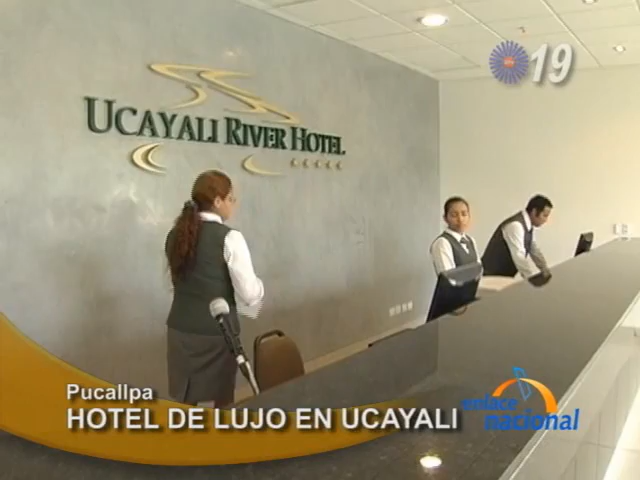 19
UCAYALI RIVER HOTEL
Pucallpa
HOTEL DE LUJO EN UCAYALI
enlace
nacional